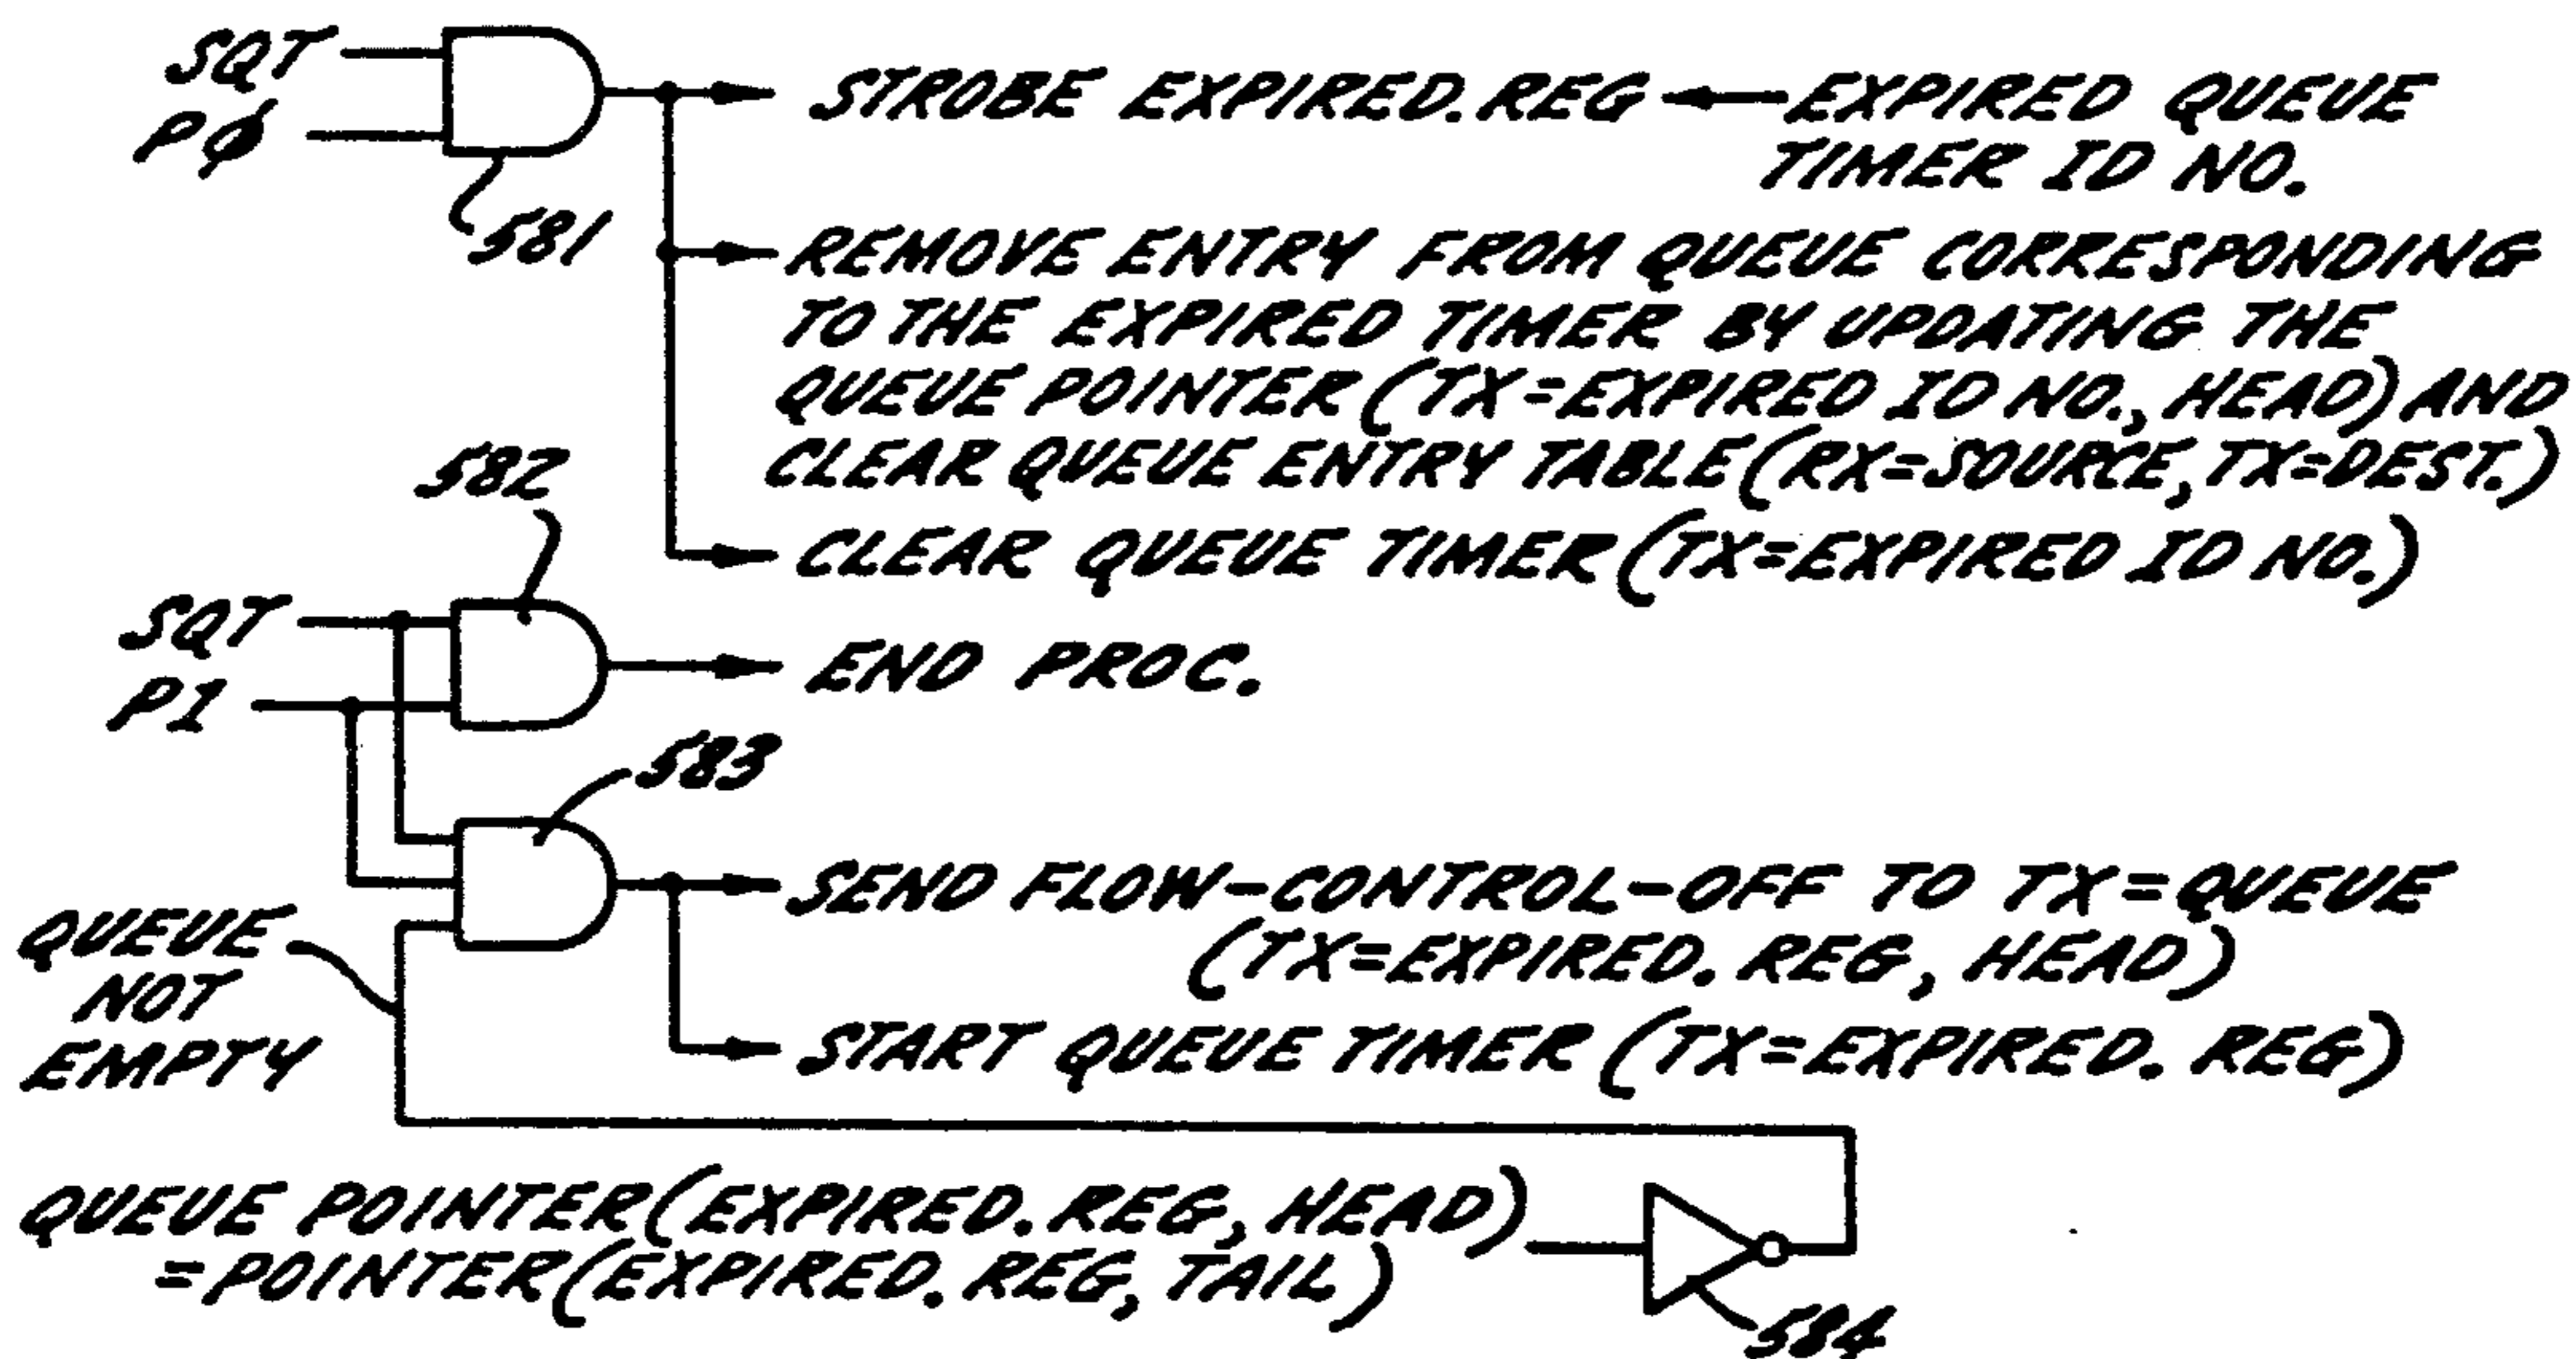 SQT
PØ
581
STROBE EXPIRED.REG ← EXPIRED QUEUE
TIMER ID NO.
REMOVE ENTRY FROM QUEUE CORRESPONDING
TO THE EXPIRED TIMER BY UPDATING THE
QUEUE POINTER (TX=EXPIRED ID NO., HEAD) AND
CLEAR QUEUE ENTRY TABLE (RX=SOURCE, TX=DEST.)
CLEAR QUEUE TIMER (TX=EXPIRED ID NO.)
582
SQT
P1
END PROC.
583
QUEUE
NOT
EMPTY
SEND FLOW-CONTROL-OFF TO TX=QUEUE
(TX=EXPIRED. REG, HEAD)
START QUEUE TIMER (TX=EXPIRED. REG)
QUEUE POINTER (EXPIRED. REG, HEAD)
=POINTER (EXPIRED. REG, TAIL)
584